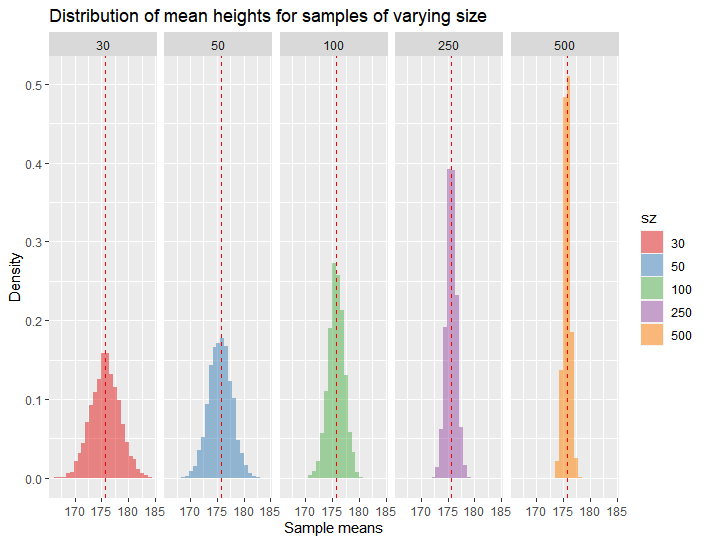 Distribution of mean heights for samples of varying size
30 50 100 250 500
0.5
0.4
0.3
0.2
0.1
0.0
Density
170 175 180 185 170 175 180 185 170 175 180 185 170 175 180 185 170 175 180 185
Sample means
sz
30
50
100
250
500